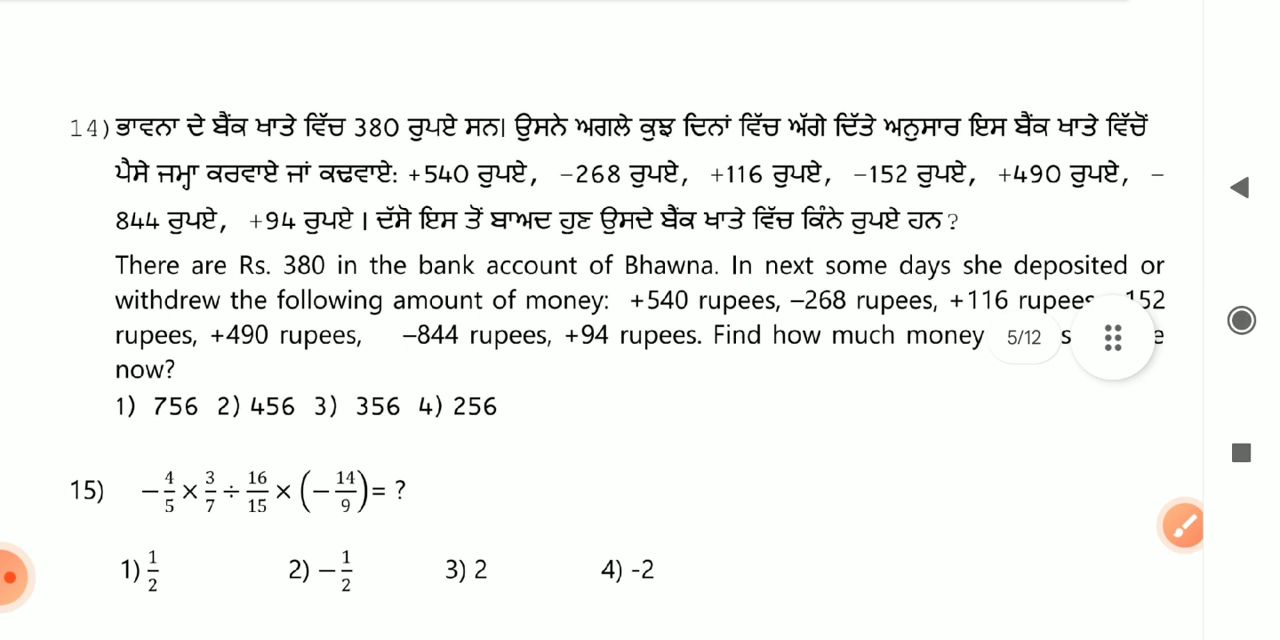 14) ਭਾਵਨਾ ਦੇ ਬੈਂਕ ਖਾਤੇ ਵਿੱਚ 380 ਰੁਪਏ ਸਨ। ਉਸਨੇ ਅਗਲੇ ਕੁਝ ਦਿਨਾਂ ਵਿੱਚ ਅੱਗੇ ਦਿੱਤੇ ਅਨੁਸਾਰ ਇਸ ਬੈਂਕ ਖਾਤੇ ਵਿੱਚੋਂ
ਪੈਸੇ ਜਮ੍ਹਾ ਕਰਵਾਏ ਜਾਂ ਕਢਵਾਏ: +540 ਰੁਪਏ, −268 ਰੁਪਏ, +116 ਰੁਪਏ, −152 ਰੁਪਏ, +490 ਰੁਪਏ, −
844 ਰੁਪਏ, +94 ਰੁਪਏ । ਦੱਸੋ ਇਸ ਤੋਂ ਬਾਅਦ ਹੁਣ ਉਸਦੇ ਬੈਂਕ ਖਾਤੇ ਵਿੱਚ ਕਿੰਨੇ ਰੁਪਏ ਹਨ?
There are Rs. 380 in the bank account of Bhawna. In next some days she deposited or
withdrew the following amount of money: +540 rupees, −268 rupees, +116 rupees 152
rupees, +490 rupees, −844 rupees, +94 rupees. Find how much money
5/12
now?
1) 756 2) 456 3) 356 4) 256
15) −4/5 × 3/7 ÷ 16/15 × (−14/9) = ?
1) 1/2 2) −1/2 3) 2 4) -2